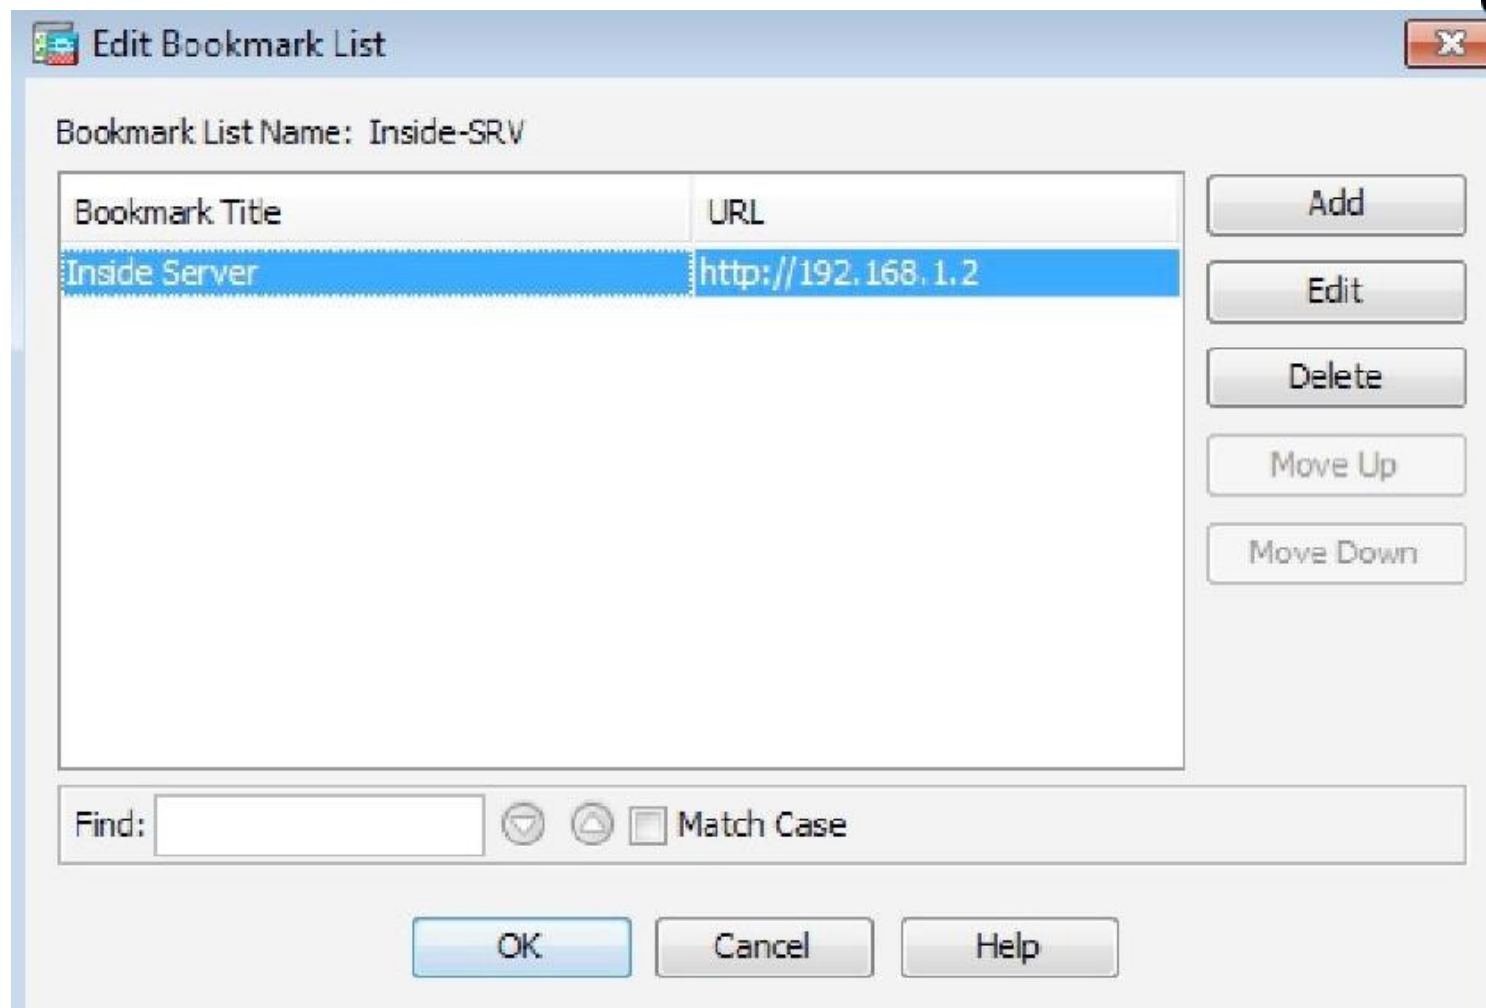 Edit Bookmark List
Bookmark List Name: Inside-SRV
Bookmark Title URL
Inside Server http://192.168.1.2
Add
Edit
Delete
Move Up
Move Down
Find: Match Case
OK Cancel Help